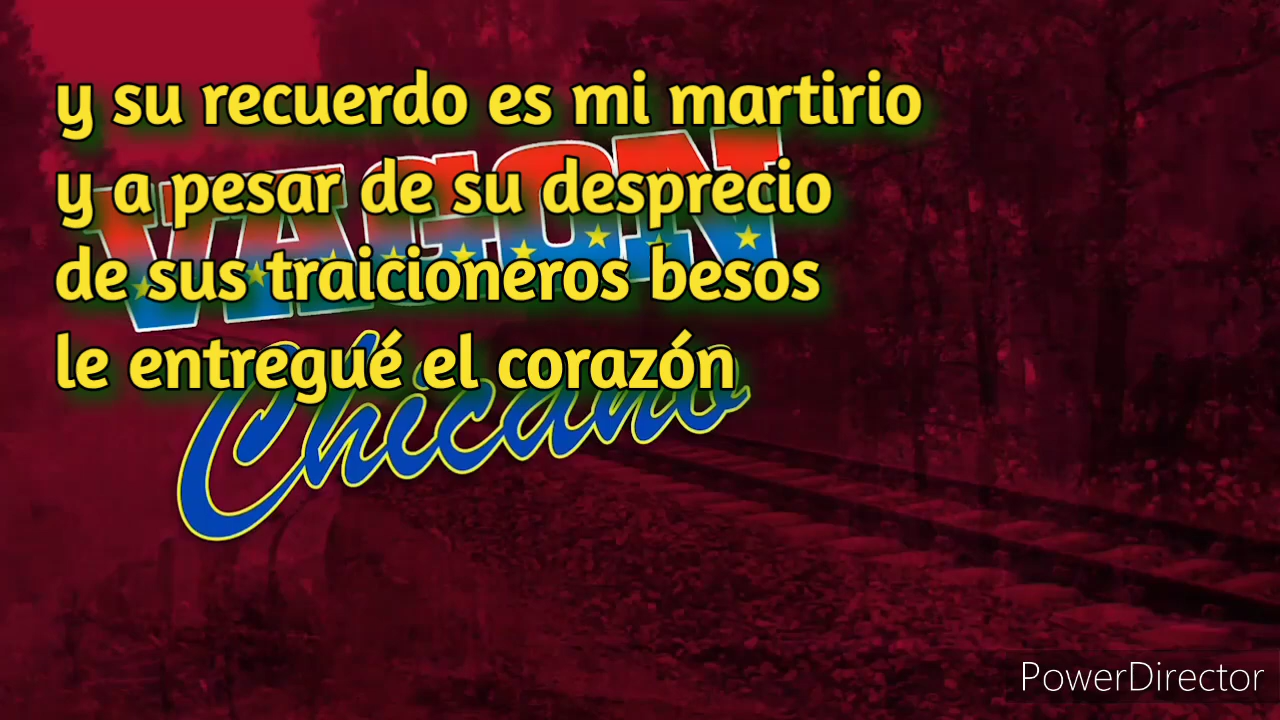 y su recuerdo es mi martirio
y a pesar de su desprecio
de sus traicioneros besos
le entregué el corazón
VAGON
Chicano
PowerDirector